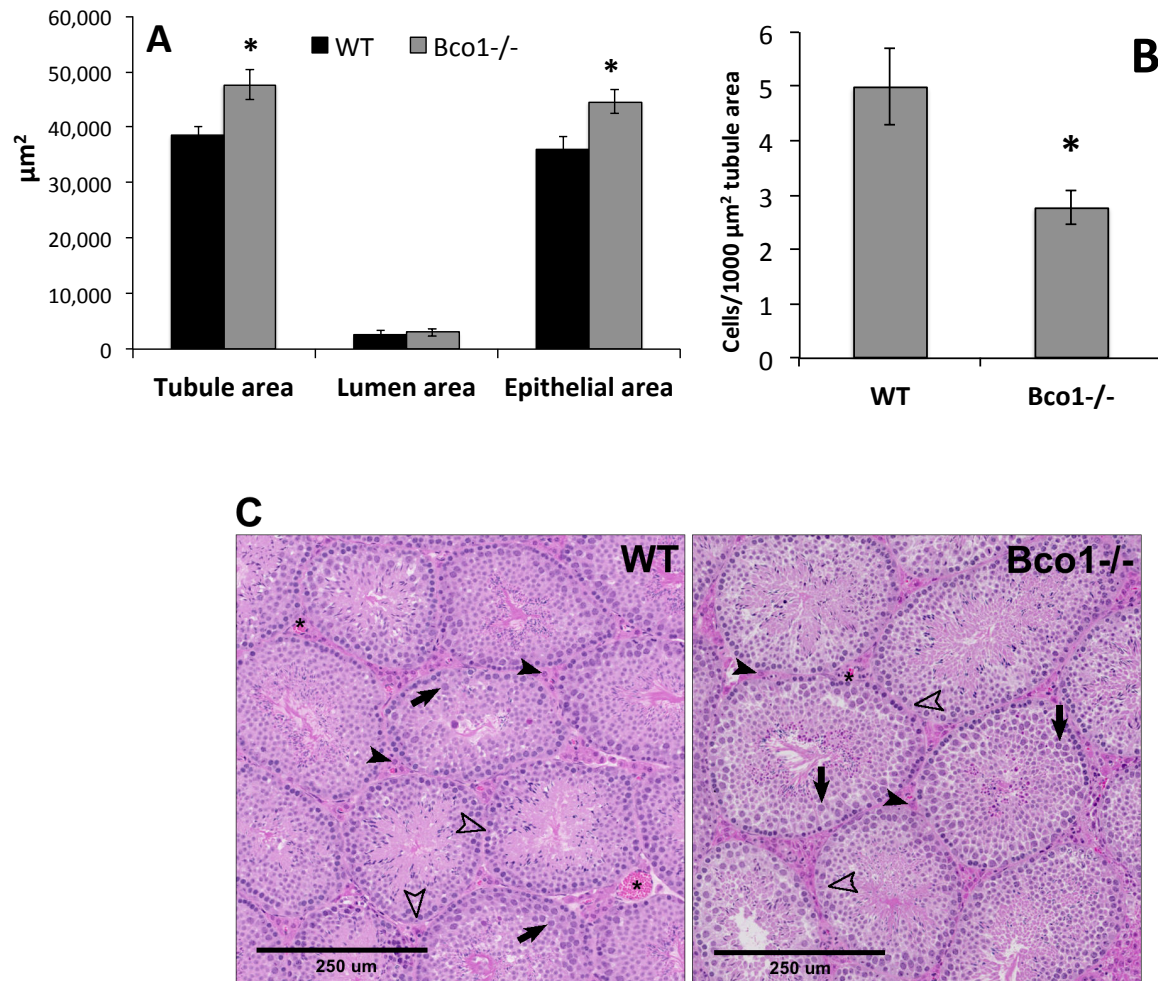 A
WT
Bco1-/-
*
*
µm²
60,000
50,000
40,000
30,000
20,000
10,000
0
Tubule area
Lumen area
Epithelial area
B
*
Cells/1000 µm² tubule area
6
5
4
3
2
1
0
WT
Bco1-/-
C
WT
*
*
250 um
Bco1-/-
*
250 um